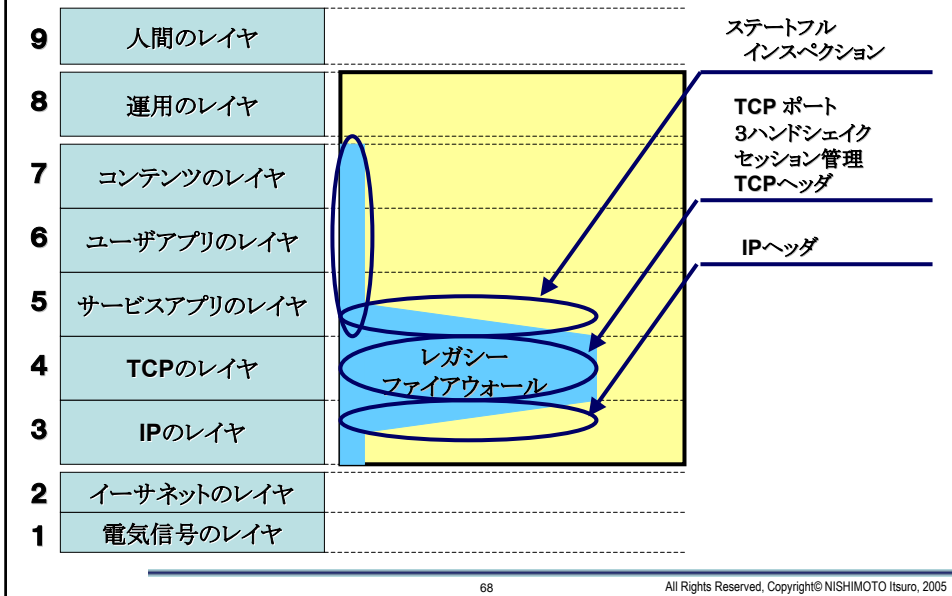 9 人間のレイヤ
8 運用のレイヤ
7 コンテンツのレイヤ
6 ユーザアプリのレイヤ
5 サービスアプリのレイヤ
4 TCPのレイヤ
3 IPのレイヤ
2 イーサネットのレイヤ
1 電気信号のレイヤ
レガシー
ファイアウォール
ステートフル
インスペクション
TCP ポート
3ハンドシェイク
セッション管理
TCPヘッダ
IPヘッダ
68
All Rights Reserved, Copyright© NISHIMOTO Itsuro, 2005